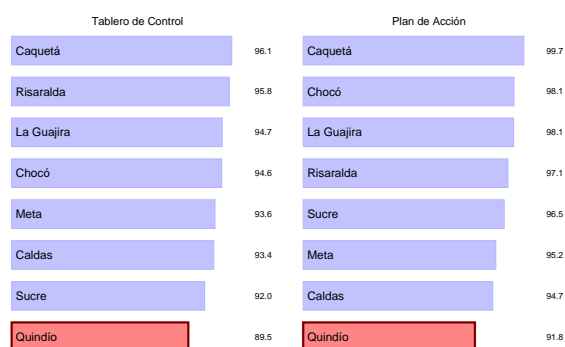 Tablero de Control
Caquetá 96.1
Risaralda 95.8
La Guajira 94.7
Chocó 94.6
Meta 93.6
Caldas 93.4
Sucre 92.0
Quindío 89.5
Plan de Acción
Caquetá 99.7
Chocó 98.1
La Guajira 98.1
Risaralda 97.1
Sucre 96.5
Meta 95.2
Caldas 94.7
Quindío 91.8